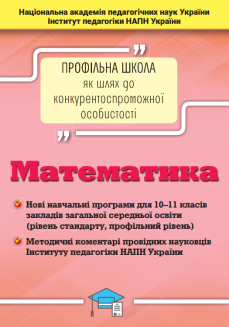 Національна академія педагогічних наук України
Інститут педагогіки НАПН України
ПРОФІЛЬНА ШКОЛА
як шлях до
конкурентоспроможної
особистості
Математика
Нові навчальні програми для 10–11 класів
закладів загальної середньої освіти
(рівень стандарту, профільний рівень)
Методичні коментарі провідних науковців
Інституту педагогіки НАПН України